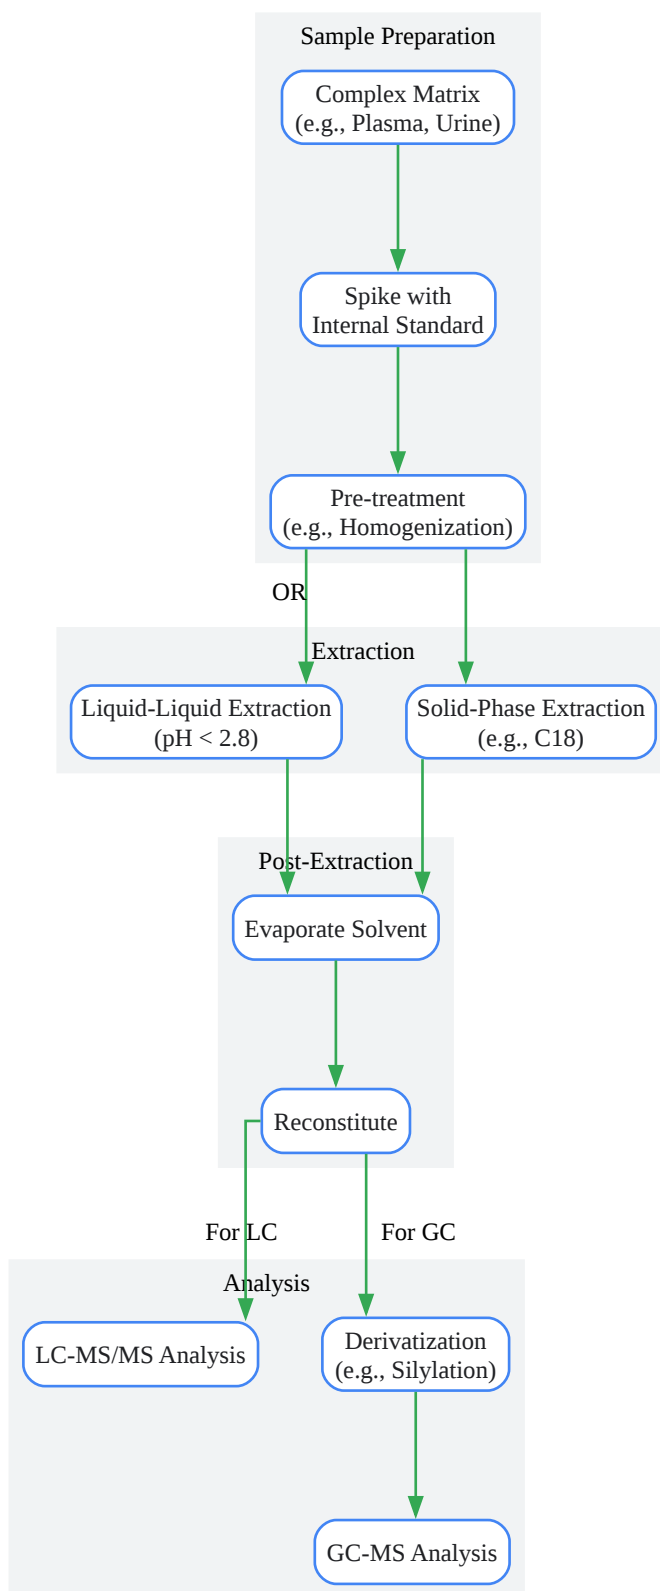 Sample Preparation
Complex Matrix
(e.g., Plasma, Urine)
Spike with
Internal Standard
Pre-treatment
(e.g., Homogenization)
OR
Extraction
Liquid-Liquid Extraction
(pH < 2.8)
Solid-Phase Extraction
(e.g., C18)
Post-Extraction
Evaporate Solvent
Reconstitute
For LC
For GC
Analysis
LC-MS/MS Analysis
Derivatization
(e.g., Silylation)
GC-MS Analysis